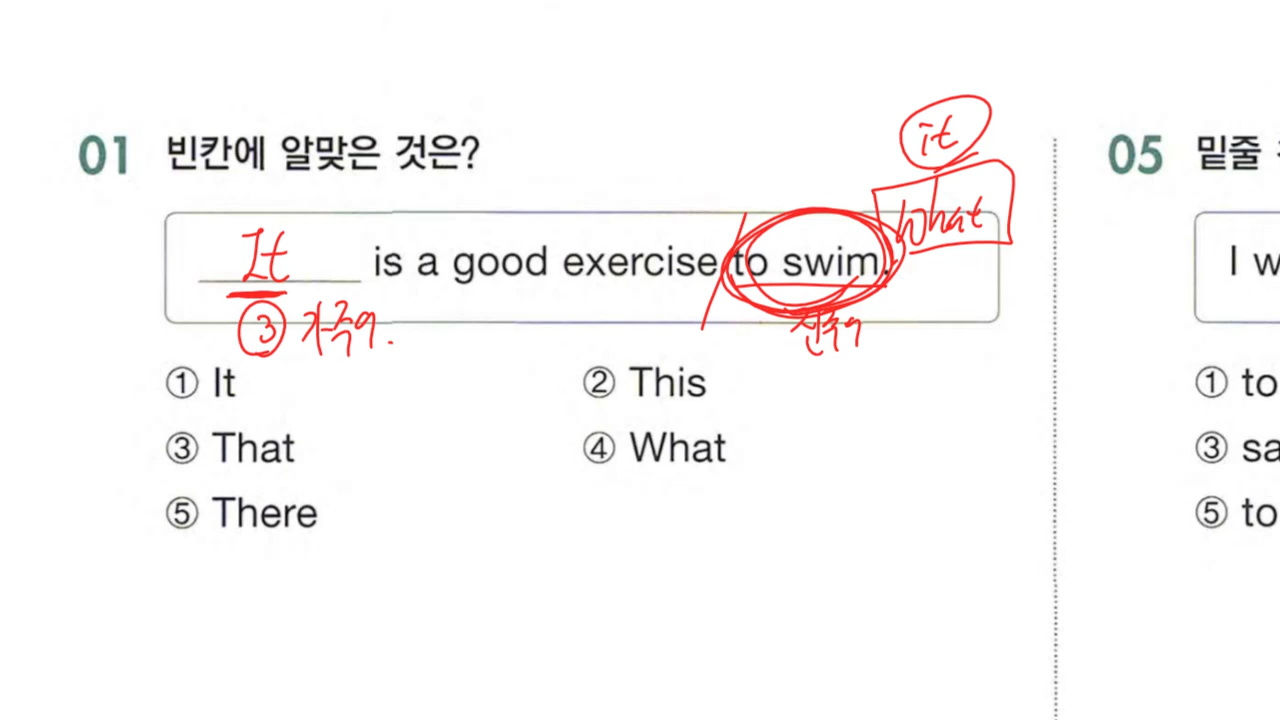 01 빈칸에 알맞은 것은?
it
What
It is a good exercise to swim.
③ 가주어.
진주어
① It
② This
③ That
④ What
⑤ There
05 밑줄
I w
① to
③ sa
⑤ to